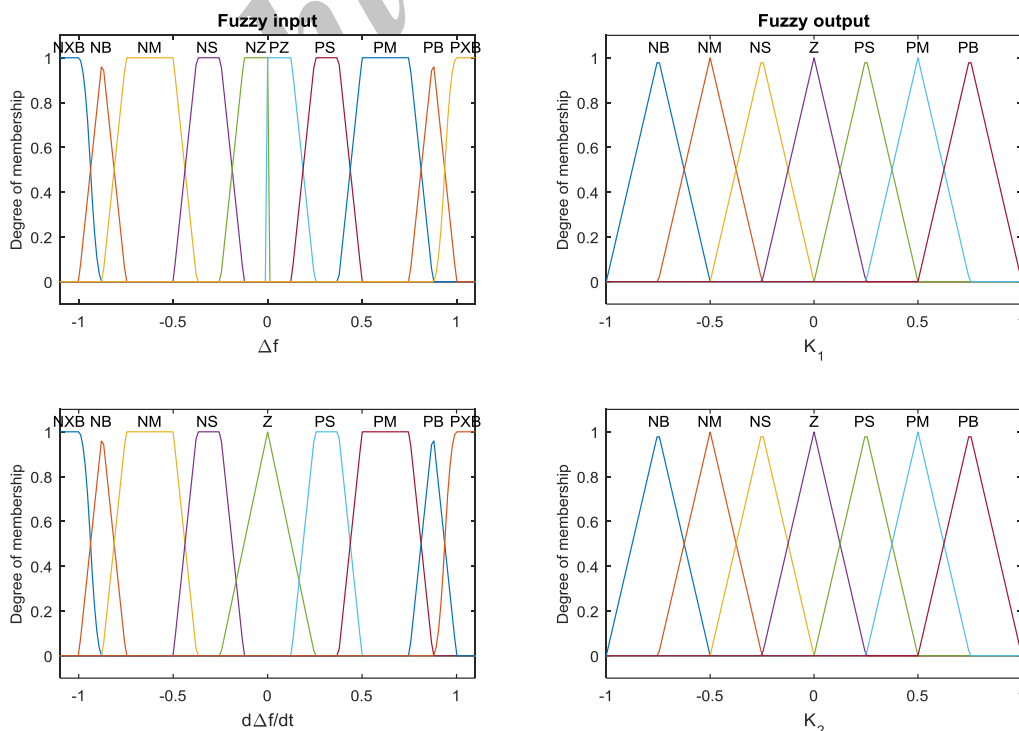 Fuzzy input
NXB NB NM NS NZ PZ PS PM PB PXB
1
0.8
0.6
0.4
0.2
0
Degree of membership
-1 -0.5 0 0.5 1
Δf
Fuzzy output
NB NM NS Z PS PM PB
1
0.8
0.6
0.4
0.2
0
Degree of membership
-1 -0.5 0 0.5 1
K1
NXB NB NM NS Z PS PM PB PXB
1
0.8
0.6
0.4
0.2
0
Degree of membership
-1 -0.5 0 0.5 1
dΔf/dt
NB NM NS Z PS PM PB
1
0.8
0.6
0.4
0.2
0
Degree of membership
-1 -0.5 0 0.5 1
K2